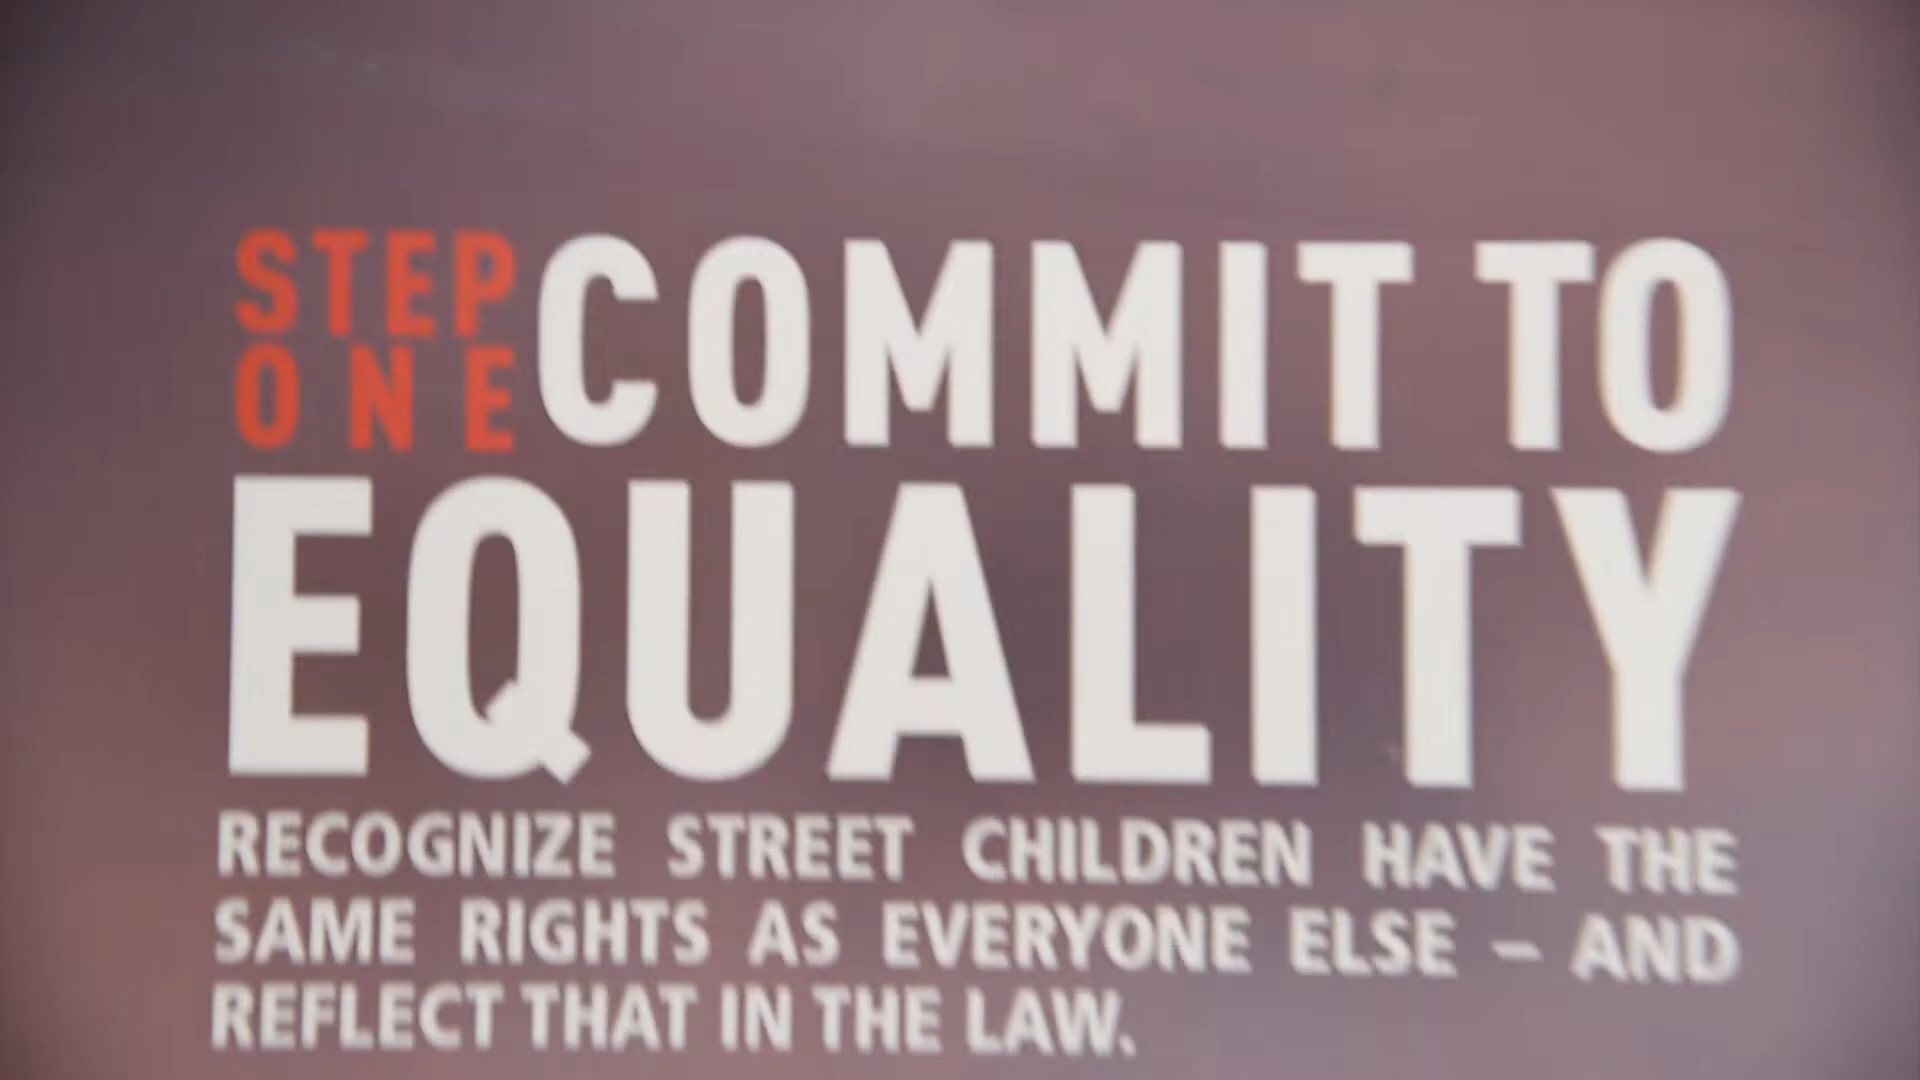 STEP ONE COMMIT TO
EQUALITY
RECOGNIZE STREET CHILDREN HAVE THE
SAME RIGHTS AS EVERYONE ELSE – AND
REFLECT THAT IN THE LAW.